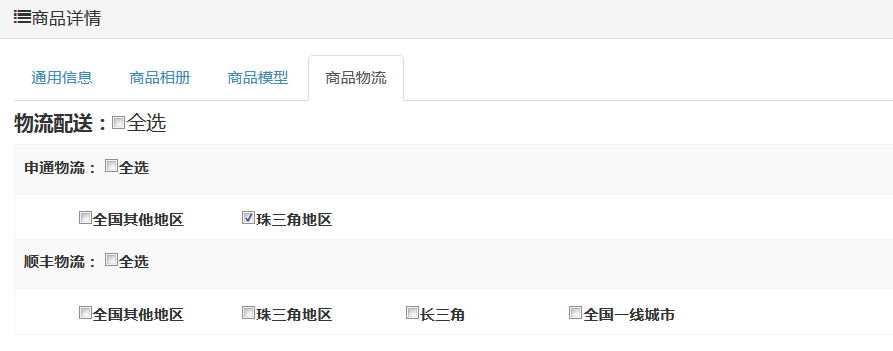 商品详情
通用信息 商品相册 商品模型 商品物流
物流配送：全选
申通物流： 全选
全国其他地区 珠三角地区
顺丰物流： 全选
全国其他地区 珠三角地区 长三角 全国一线城市